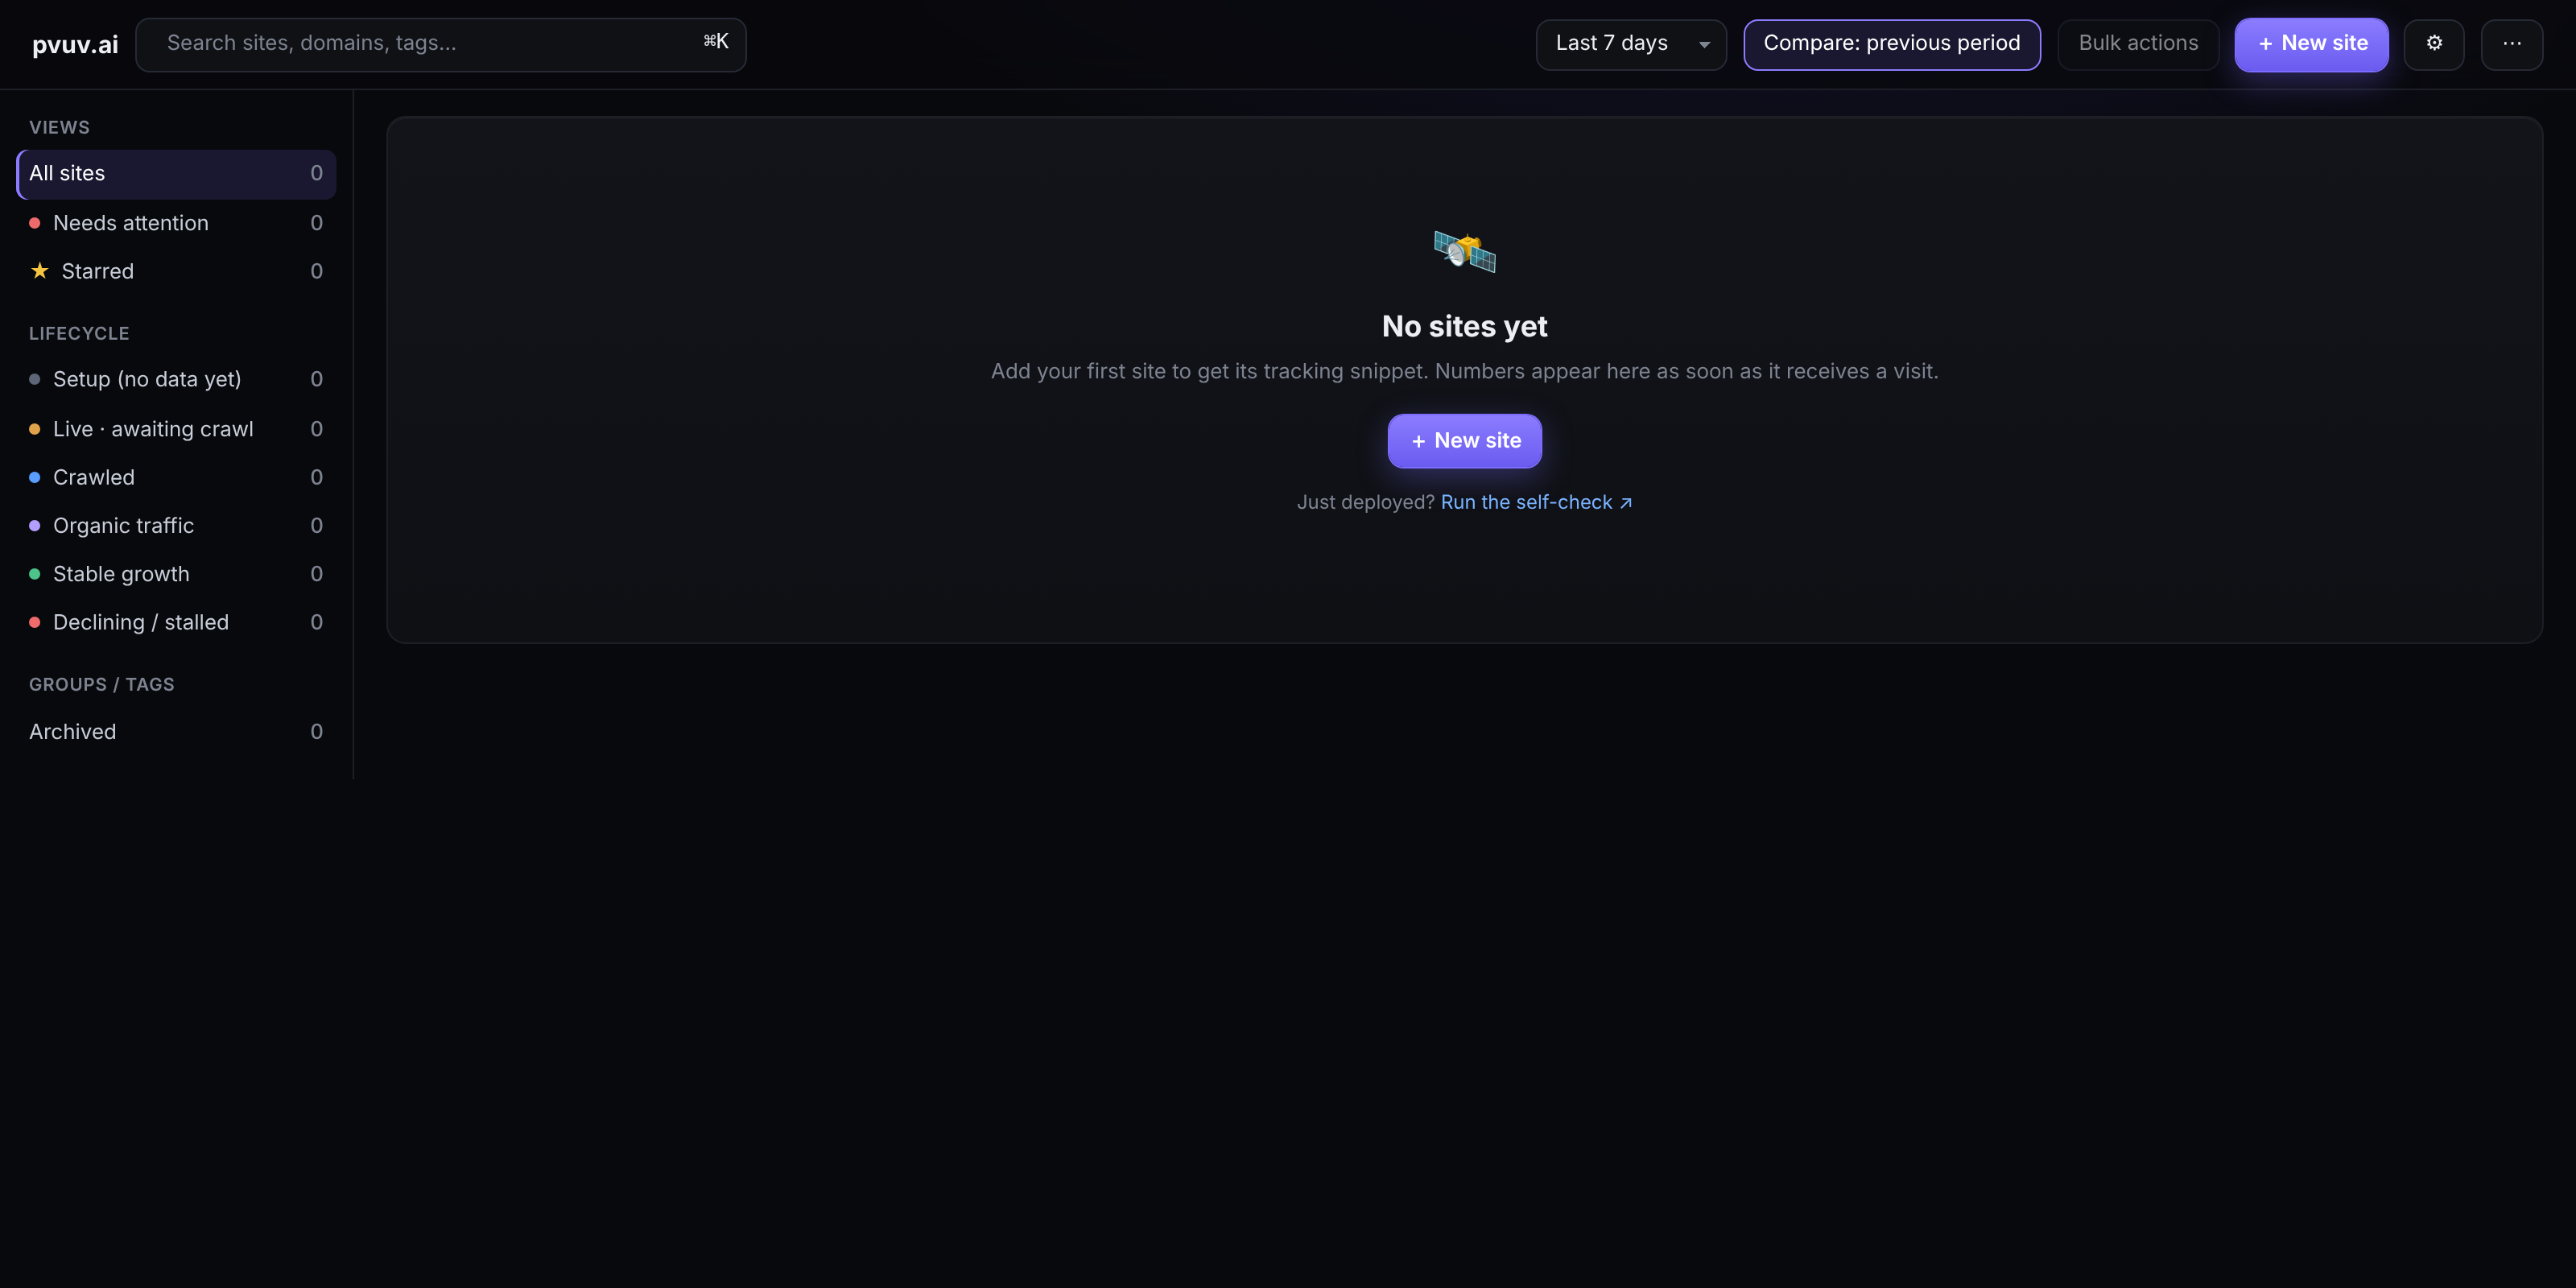 pvuv.ai
Search sites, domains, tags...
⌘K
Last 7 days
Compare: previous period
Bulk actions
+ New site
VIEWS
All sites 0
Needs attention 0
★ Starred 0
LIFECYCLE
Setup (no data yet) 0
Live · awaiting crawl 0
Crawled 0
Organic traffic 0
Stable growth 0
Declining / stalled 0
GROUPS / TAGS
Archived 0
No sites yet
Add your first site to get its tracking snippet. Numbers appear here as soon as it receives a visit.
+ New site
Just deployed? Run the self-check ↗